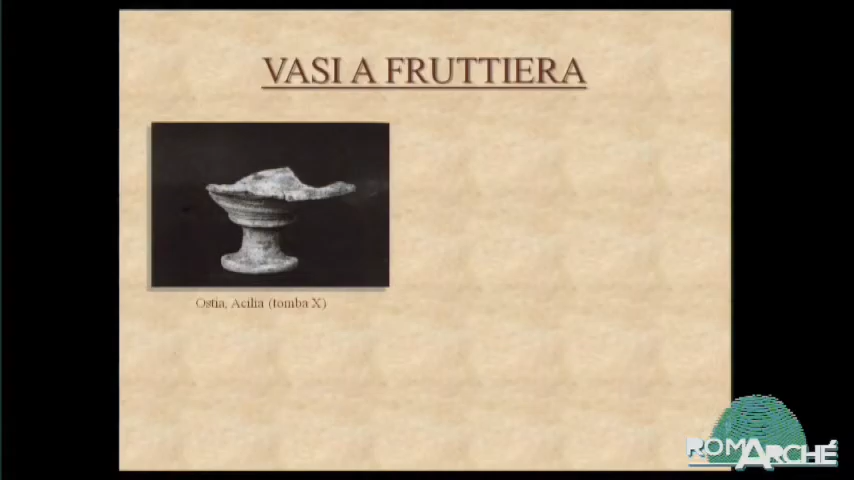 VASI A FRUTTIERA
Ostia, Acilia (tomba X)
ROMARCHÉ